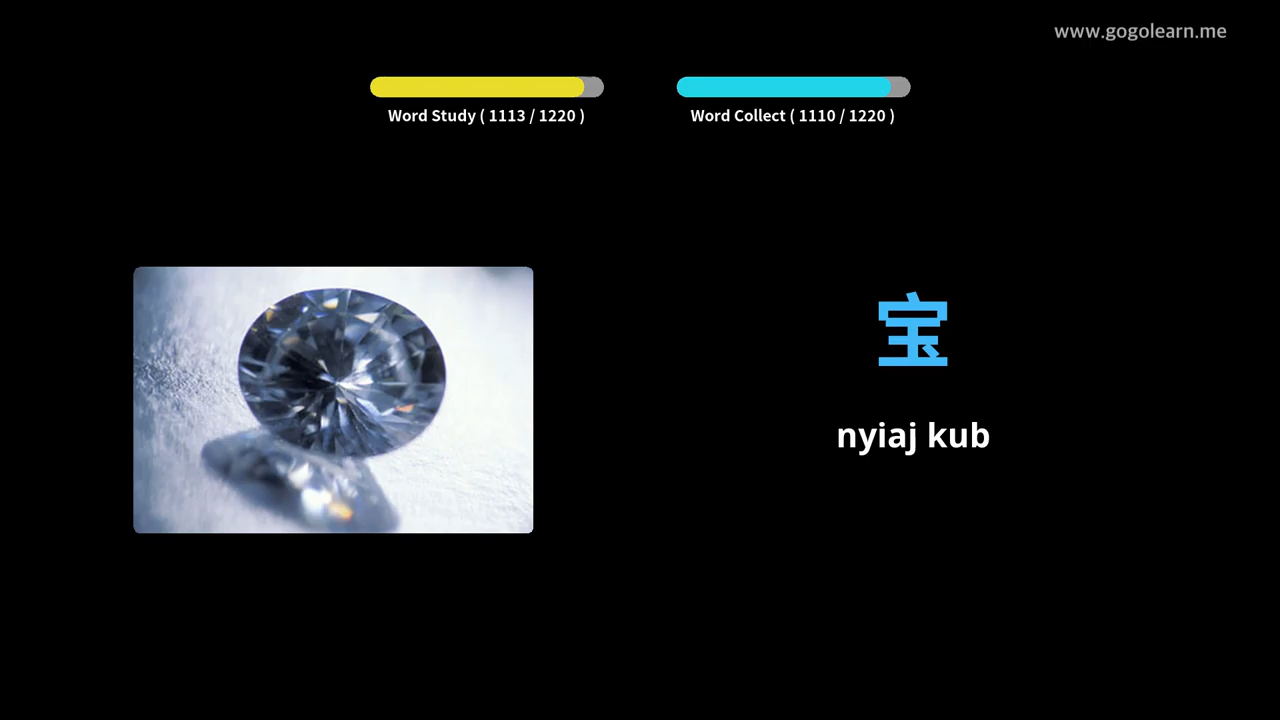 www.gogolearn.me
Word Study ( 1113 / 1220 )
Word Collect ( 1110 / 1220 )
宝
nyiaj kub